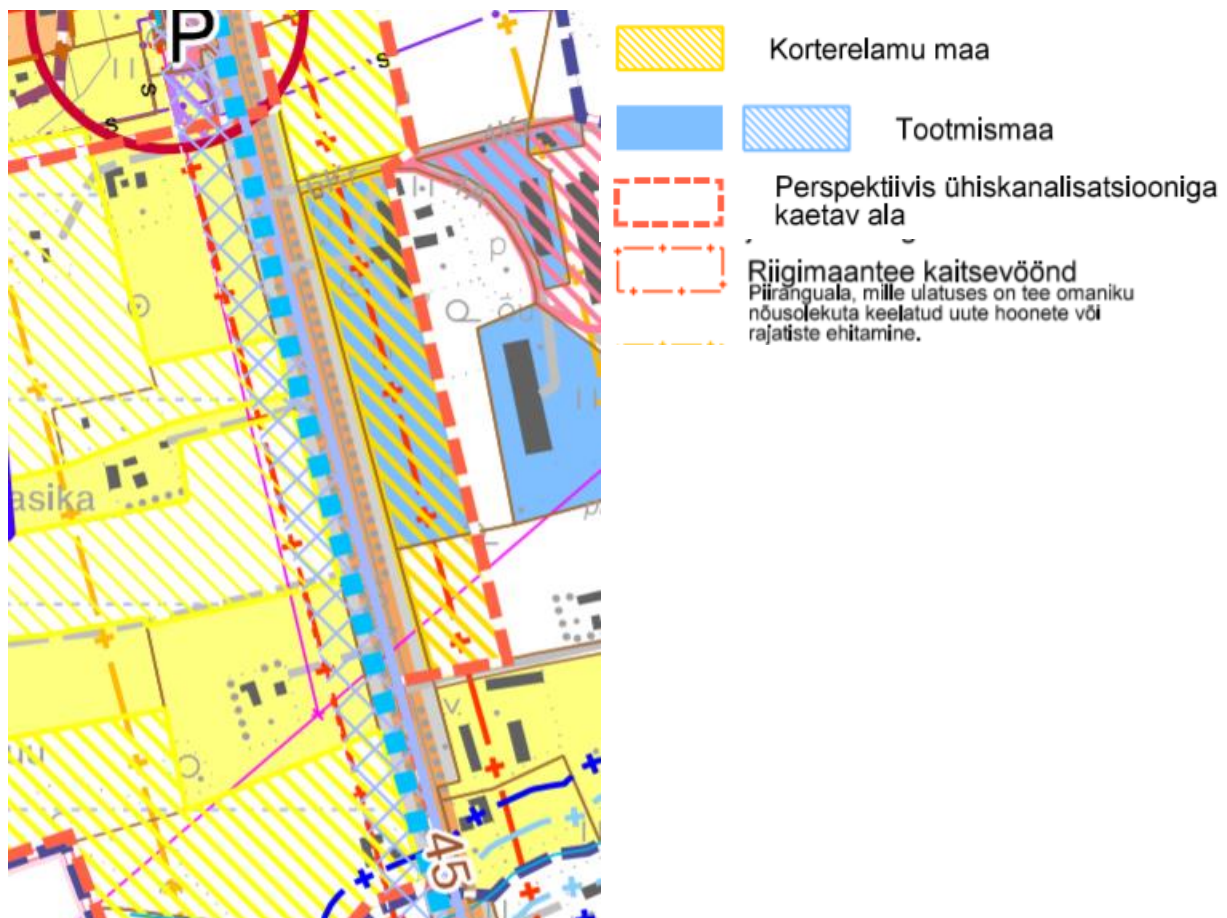 P
s
s
s
asika
45
Korterelamu maa
Tootmismaa
Perspektiivis ühiskanalisatsiooniga
kaetav ala
Riigimaantee kaitsevöönd
Piiranguala, mille ulatuses on tee omaniku
nõusolekuta keelatud uute hoonete või
rajatiste ehitamine.